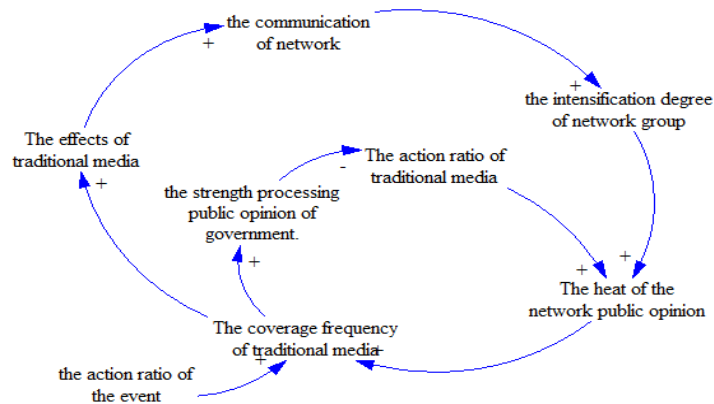 the communication
of network
+
+
the intensification degree
of network group
The effects of
traditional media
+
The action ratio of
traditional media
-
the strength processing
public opinion of
government.
+
+
+
The heat of the
network public opinion
The coverage frequency
of traditional media
+
+
the action ratio of
the event